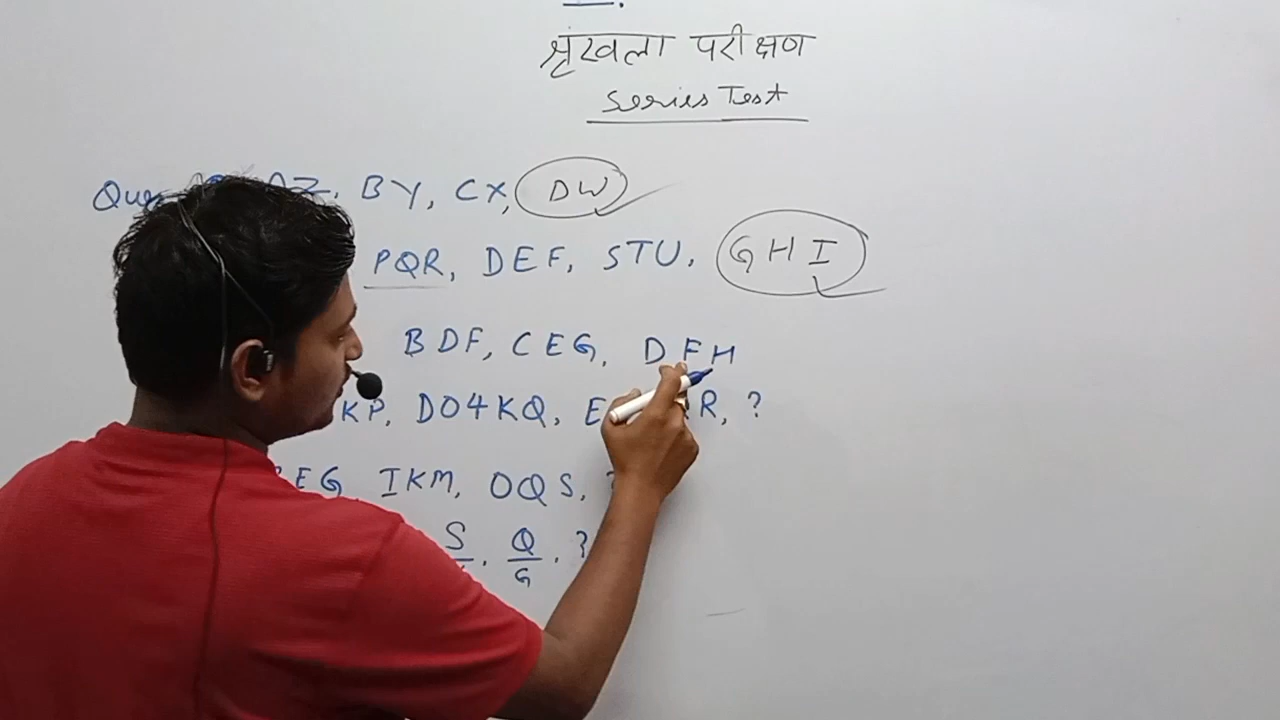 श्रृंखला परीक्षण
Series Test
Que AZ, BY, CX, DW
PQR, DEF, STU, GHI
BDF, CEG, DFH
KP, DO4KQ, E R, ?
EG, IKM, OQS, ?
S, Q/G, ?